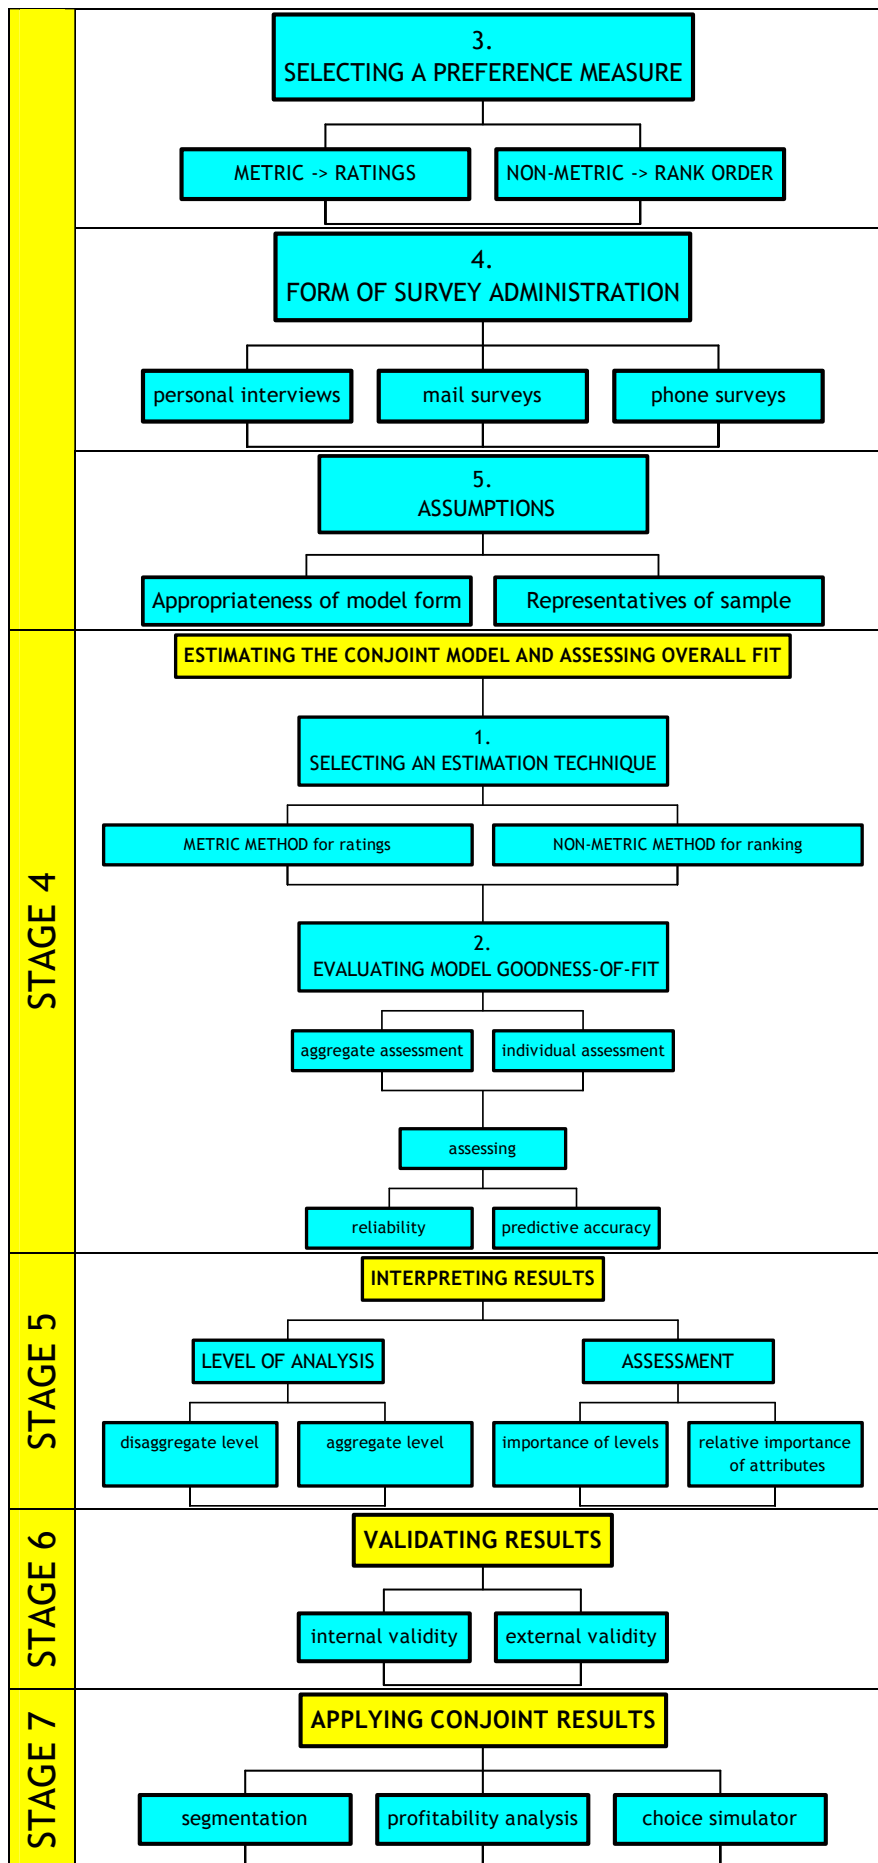 3.
SELECTING A PREFERENCE MEASURE
METRIC -> RATINGS
NON-METRIC -> RANK ORDER
4.
FORM OF SURVEY ADMINISTRATION
personal interviews
mail surveys
phone surveys
5.
ASSUMPTIONS
Appropriateness of model form
Representatives of sample
STAGE 4
ESTIMATING THE CONJOINT MODEL AND ASSESSING OVERALL FIT
1.
SELECTING AN ESTIMATION TECHNIQUE
METRIC METHOD for ratings
NON-METRIC METHOD for ranking
2.
EVALUATING MODEL GOODNESS-OF-FIT
aggregate assessment
individual assessment
assessing
reliability
predictive accuracy
STAGE 5
INTERPRETING RESULTS
LEVEL OF ANALYSIS
ASSESSMENT
disaggregate level
aggregate level
importance of levels
relative importance
of attributes
STAGE 6
VALIDATING RESULTS
internal validity
external validity
STAGE 7
APPLYING CONJOINT RESULTS
segmentation
profitability analysis
choice simulator